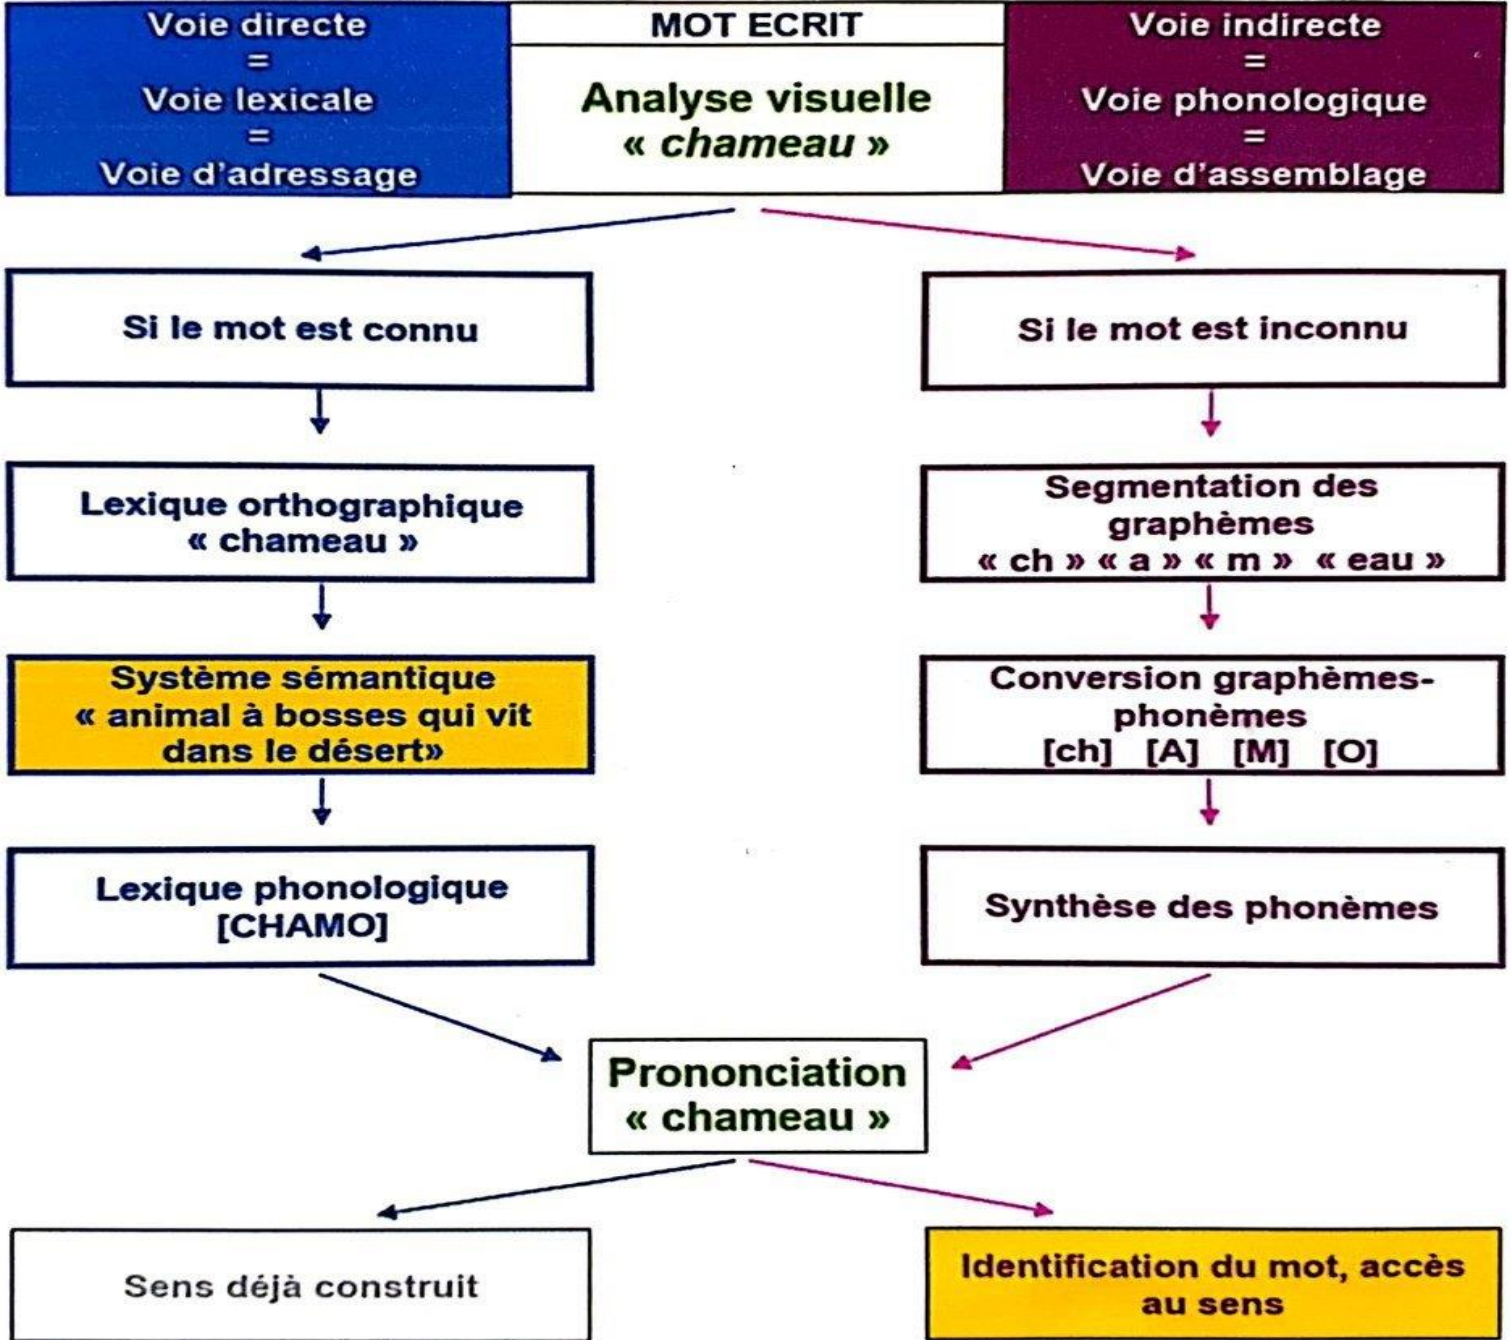 Voie directe
=
Voie lexicale
=
Voie d'adressage
MOT ECRIT
Analyse visuelle
« chameau »
Voie indirecte
=
Voie phonologique
=
Voie d'assemblage
Si le mot est connu
Si le mot est inconnu
Lexique orthographique
« chameau »
Segmentation des
graphèmes
« ch » « a » « m » « eau »
Système sémantique
« animal à bosses qui vit
dans le désert»
Conversion graphèmes-
phonèmes
[ch] [A] [M] [O]
Lexique phonologique
[CHAMO]
Synthèse des phonèmes
Prononciation
« chameau »
Sens déjà construit
Identification du mot, accès
au sens